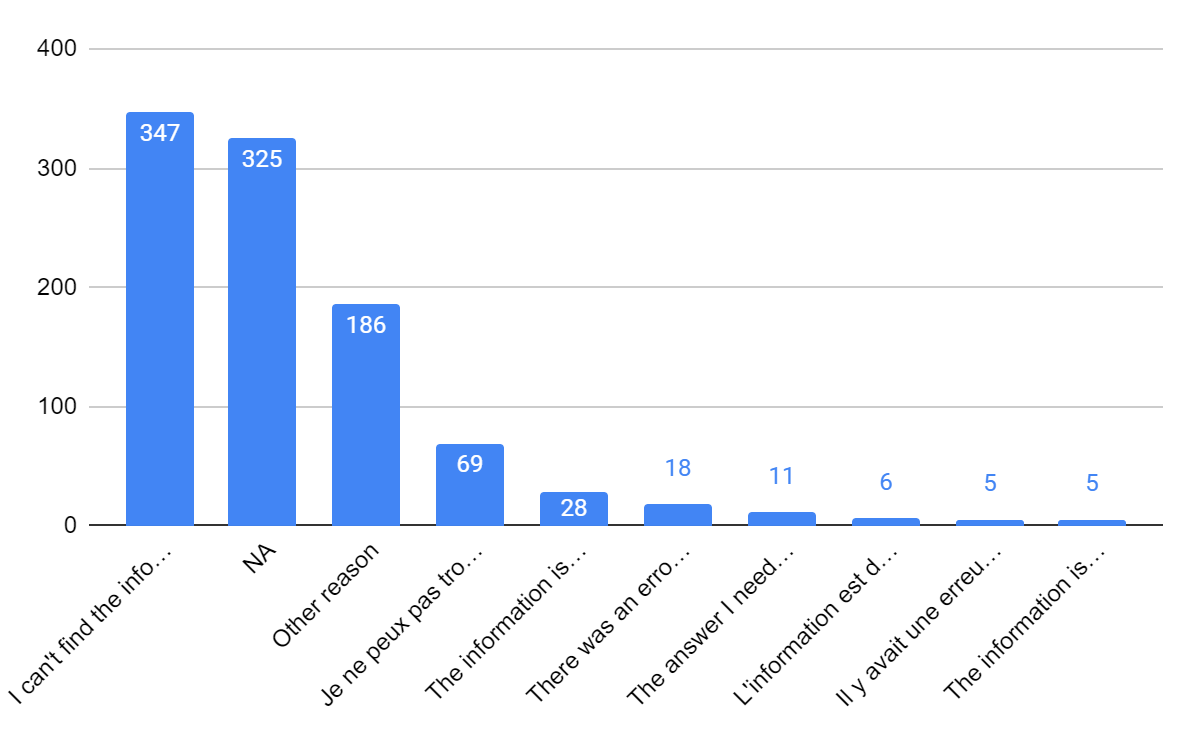 400
300
200
100
0
347
325
186
69
28
18
11
6
5
5
I can't find the info…
NA
Other reason
Je ne peux pas tro…
The information is…
There was an erro…
The answer I need…
L'information est d…
Il y avait une erreu…
The information is…